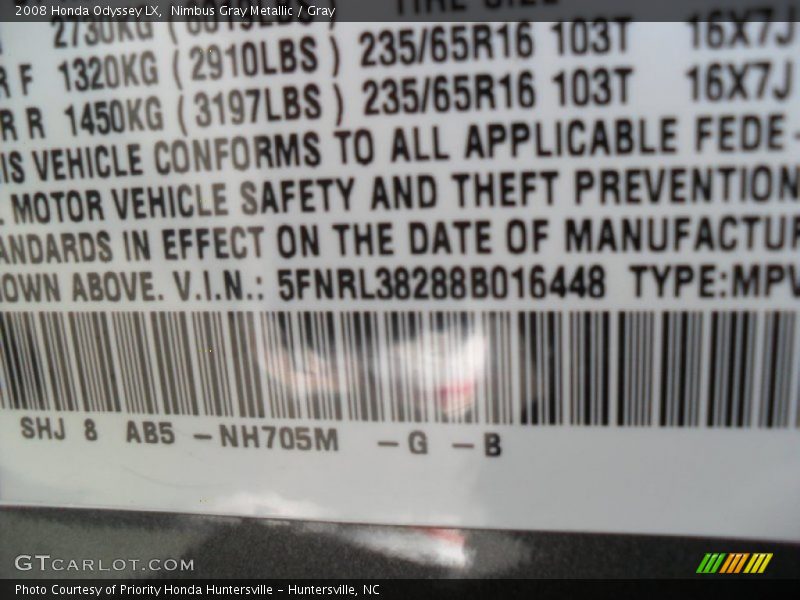 2008 Honda Odyssey LX, Nimbus Gray Metallic / Gray
2730KG
R F 1320KG ( 2910LBS ) 235/65R16 103T 16X7J
R R 1450KG ( 3197LBS ) 235/65R16 103T 16X7J
IS VEHICLE CONFORMS TO ALL APPLICABLE FEDE-
MOTOR VEHICLE SAFETY AND THEFT PREVENTION
ANDARDS IN EFFECT ON THE DATE OF MANUFACTUR
OWN ABOVE. V.I.N.: 5FNRL38288B016448 TYPE:MPV
SHJ 8 AB5 -NH705M -G -B
GTCARLOT.COM
Photo Courtesy of Priority Honda Huntersville - Huntersville, NC